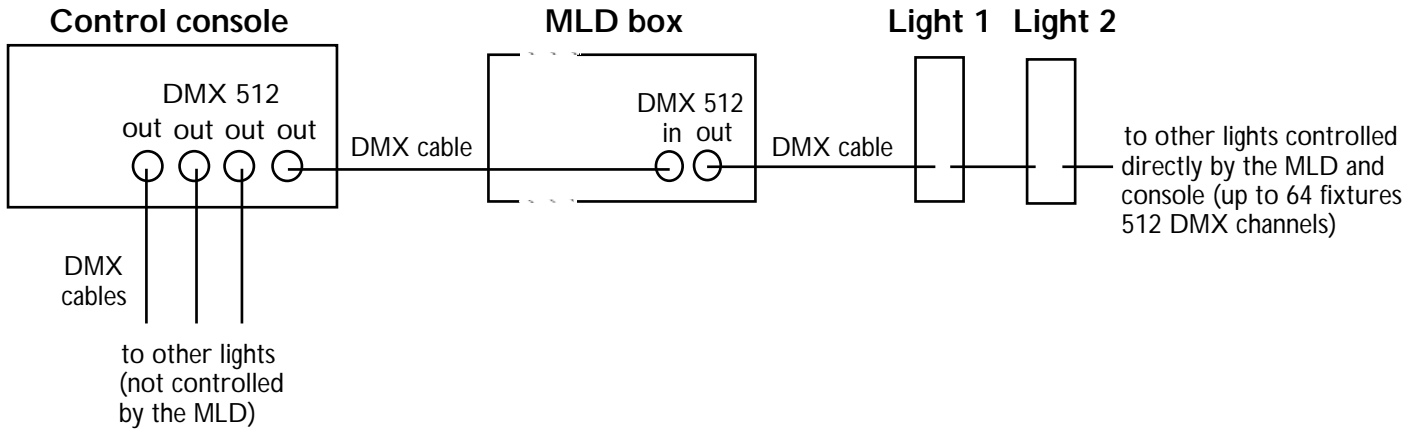 Control console
MLD box
Light 1
Light 2
DMX 512
out out out out
DMX cable
DMX 512
in out
DMX cable
to other lights controlled
directly by the MLD and
console (up to 64 fixtures
512 DMX channels)
DMX
cables
to other lights
(not controlled
by the MLD)